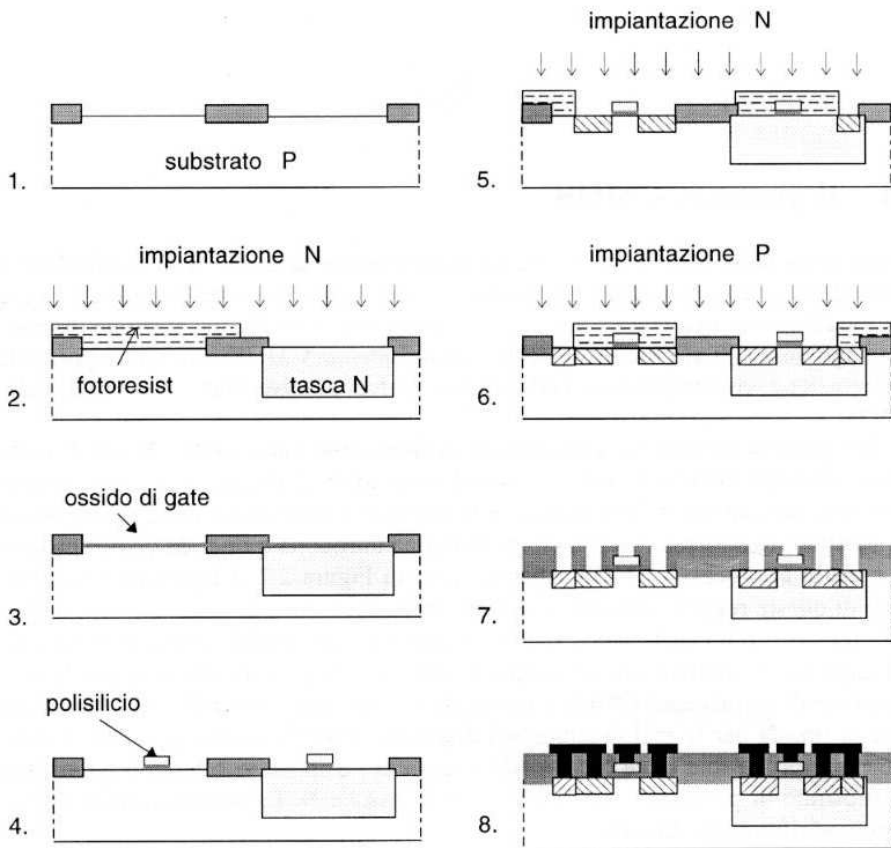 substrato P
1.
impiantazione N
fotoresist
tasca N
2.
ossido di gate
3.
polisilicio
4.
impiantazione N
5.
impiantazione P
6.
7.
8.